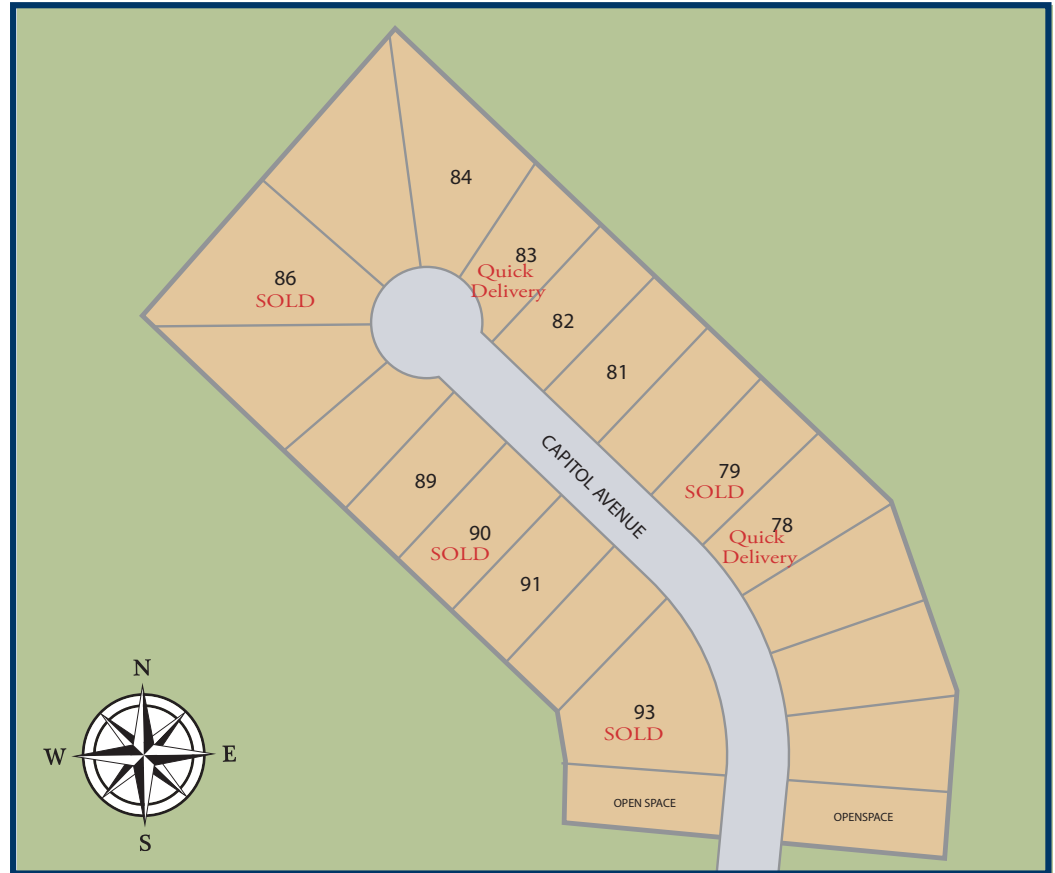 84
83
Quick
Delivery
86
SOLD
82
81
79
SOLD
89
78
Quick
Delivery
90
SOLD
91
CAPITOL AVENUE
93
SOLD
OPEN SPACE
OPENSPACE
N
W
E
S